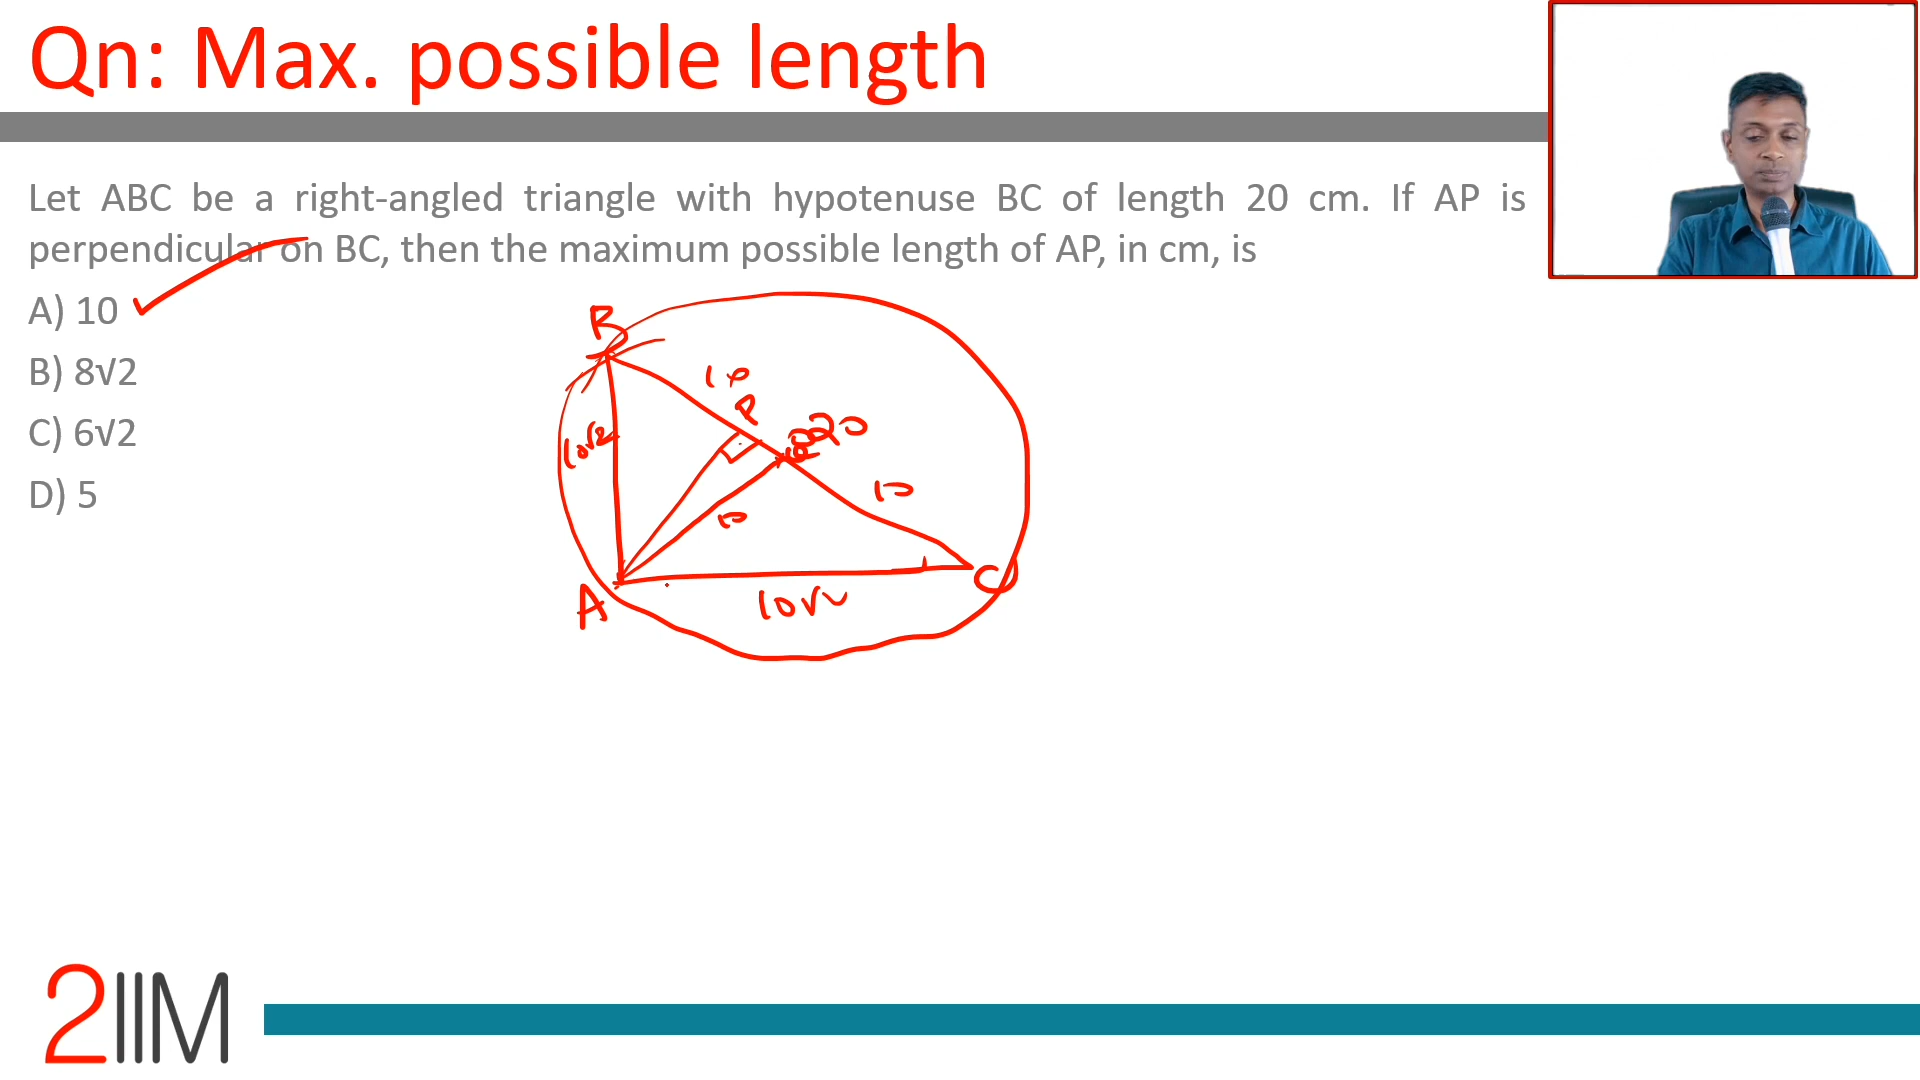 Qn: Max. possible length
Let ABC be a right-angled triangle with hypotenuse BC of length 20 cm. If AP is
perpendicular on BC, then the maximum possible length of AP, in cm, is
A) 10
B) 8√2
C) 6√2
D) 5
B
10
P
20
10√2
10
10
A
C
10√2
2IIM